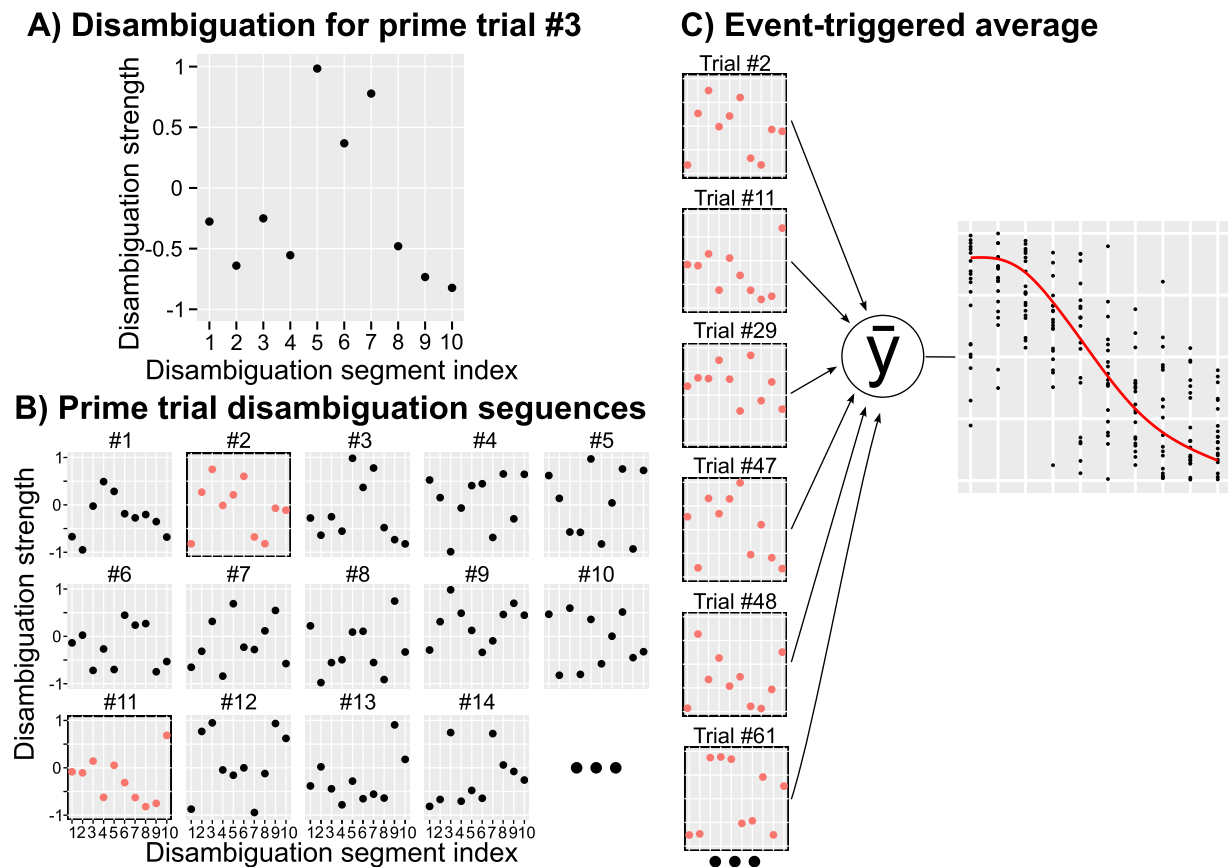 A) Disambiguation for prime trial #3
Disambiguation strength
1
0.5
0
-0.5
-1
1 2 3 4 5 6 7 8 9 10
Disambiguation segment index
B) Prime trial disambiguation seguences
Disambiguation strength
#1 #2 #3 #4 #5
1
0
-1
#6 #7 #8 #9 #10
1
0
-1
#11 #12 #13 #14
1
0
-1
12345678910 12345678910 12345678910 12345678910
Disambiguation segment index
C) Event-triggered average
Trial #2
Trial #11
Trial #29
Trial #47
Trial #48
Trial #61
ȳ